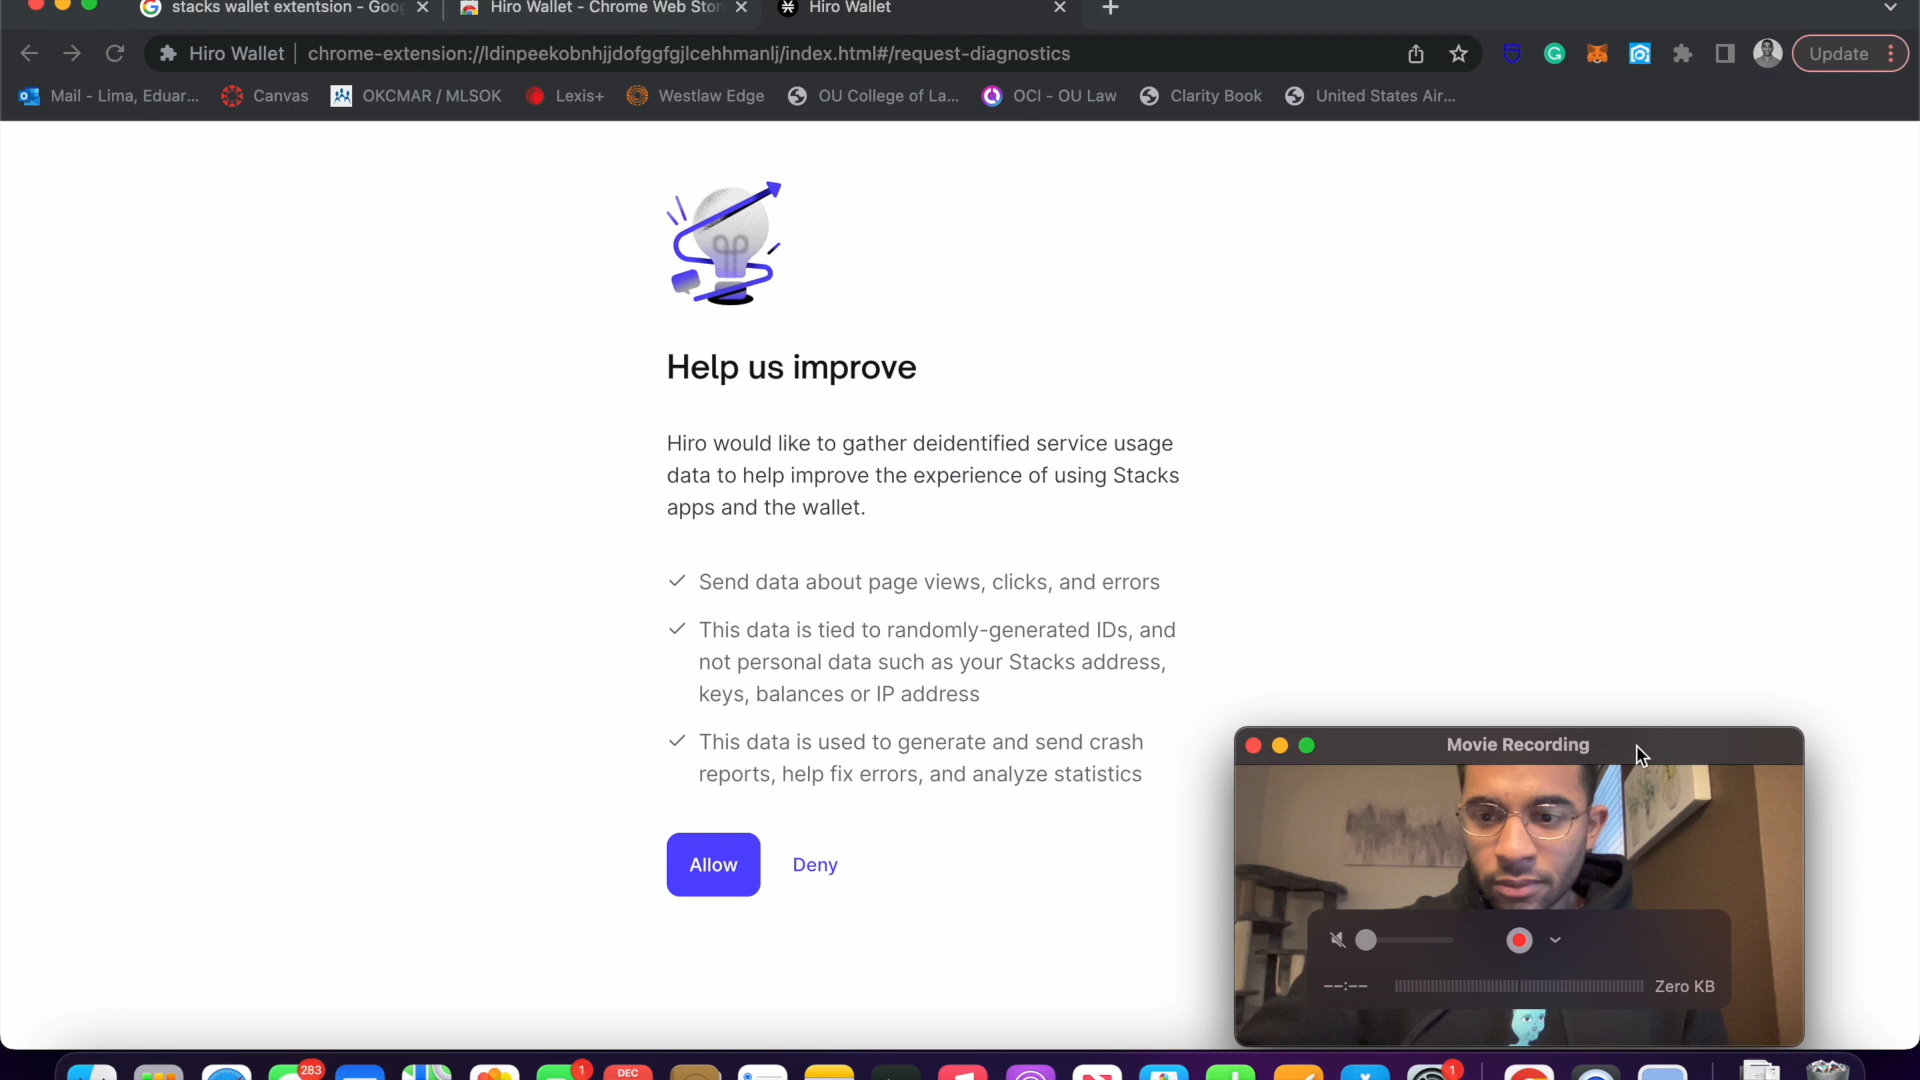 stacks wallet extentsion - Goo
Hiro Wallet - Chrome Web Stor
Hiro Wallet
Hiro Wallet
chrome-extension://ldinpeekobnhjjdofggfgjlcehhmanlj/index.html#/request-diagnostics
Update
Mail - Lima, Eduar...
Canvas
OKCMAR / MLSOK
Lexis+
Westlaw Edge
OU College of La...
OCI - OU Law
Clarity Book
United States Air...
Help us improve
Hiro would like to gather deidentified service usage
data to help improve the experience of using Stacks
apps and the wallet.
Send data about page views, clicks, and errors
This data is tied to randomly-generated IDs, and
not personal data such as your Stacks address,
keys, balances or IP address
This data is used to generate and send crash
reports, help fix errors, and analyze statistics
Allow
Deny
Movie Recording
--:--
Zero KB
283
1
DEC
1